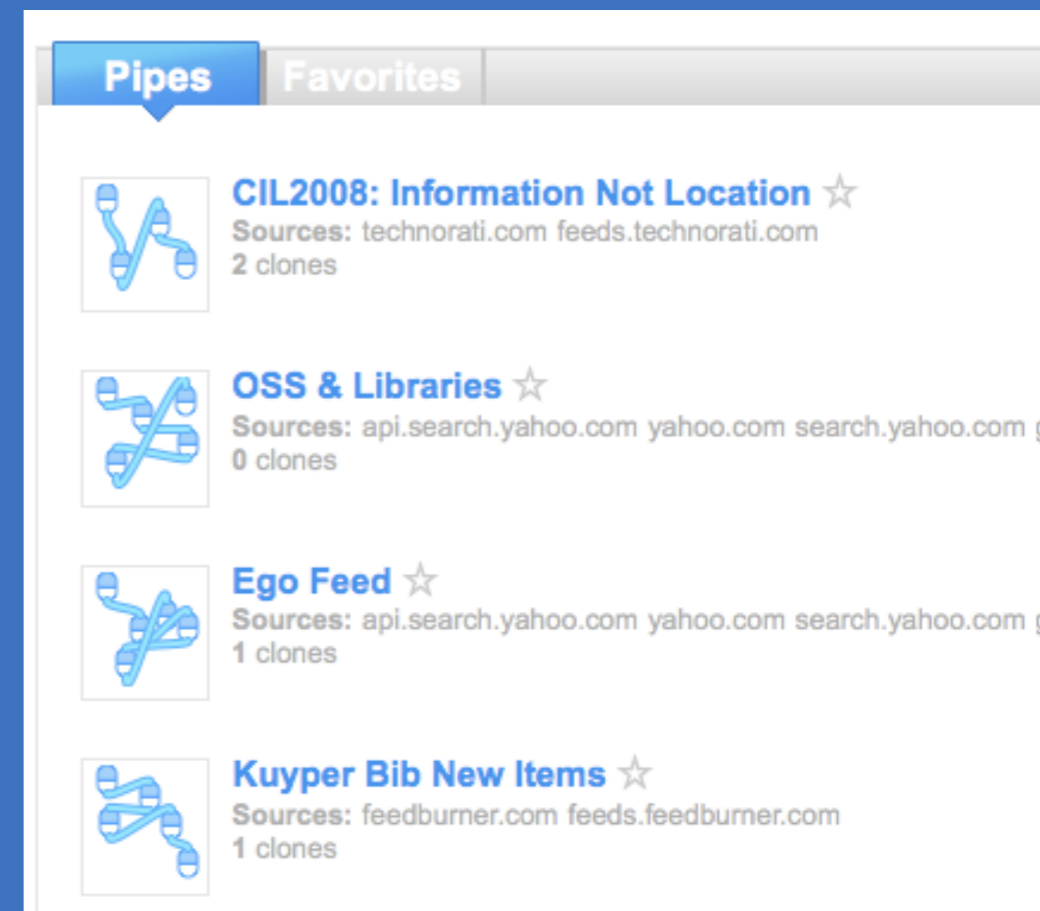 Pipes Favorites
CIL2008: Information Not Location
Sources: technorati.com feeds.technorati.com
2 clones
OSS & Libraries
Sources: api.search.yahoo.com yahoo.com search.yahoo.com
0 clones
Ego Feed
Sources: api.search.yahoo.com yahoo.com search.yahoo.com
1 clones
Kuyper Bib New Items
Sources: feedburner.com feeds.feedburner.com
1 clones